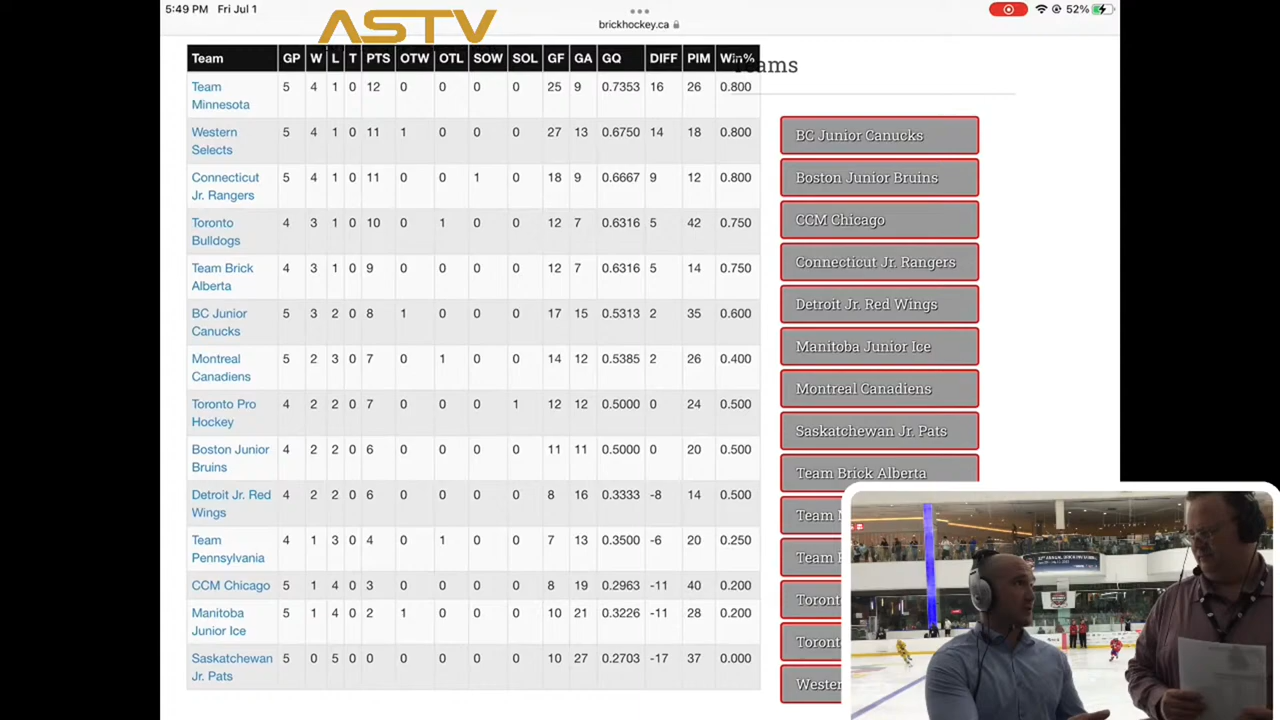 5:49 PM Fri Jul 1
ASTV
52%
brickhockey.ca
Team GP W L T PTS OTW OTL SOW SOL GF GA GQ DIFF PIM Win%
Team
Minnesota
5 4 1 0 12 0 0 0 0 25 9 0.7353 16 26 0.800
Western
Selects
5 4 1 0 11 1 0 0 0 27 13 0.6750 14 18 0.800
Connecticut
Jr. Rangers
5 4 1 0 11 0 0 1 0 18 9 0.6667 9 12 0.800
Toronto
Bulldogs
4 3 1 0 10 0 1 0 0 12 7 0.6316 5 42 0.750
Team Brick
Alberta
4 3 1 0 9 0 0 0 0 12 7 0.6316 5 14 0.750
BC Junior
Canucks
5 3 2 0 8 1 0 0 0 17 15 0.5313 2 35 0.600
Montreal
Canadiens
5 2 3 0 7 0 1 0 0 14 12 0.5385 2 26 0.400
Toronto Pro
Hockey
4 2 2 0 7 0 0 0 1 12 12 0.5000 0 24 0.500
Boston Junior
Bruins
4 2 2 0 6 0 0 0 0 11 11 0.5000 0 20 0.500
Detroit Jr. Red
Wings
4 2 2 0 6 0 0 0 0 8 16 0.3333 -8 14 0.500
Team
Pennsylvania
4 1 3 0 4 0 1 0 0 7 13 0.3500 -6 20 0.250
CCM Chicago 5 1 4 0 3 0 0 0 0 8 19 0.2963 -11 40 0.200
Manitoba
Junior Ice
5 1 4 0 2 1 0 0 0 10 21 0.3226 -11 28 0.200
Saskatchewan
Jr. Pats
5 0 5 0 0 0 0 0 0 10 27 0.2703 -17 37 0.000
Teams
BC Junior Canucks
Boston Junior Bruins
CCM Chicago
Connecticut Jr. Rangers
Detroit Jr. Red Wings
Manitoba Junior Ice
Montreal Canadiens
Saskatchewan Jr. Pats
Team Brick Alberta
Team
Team
Toront
Toront
Wester